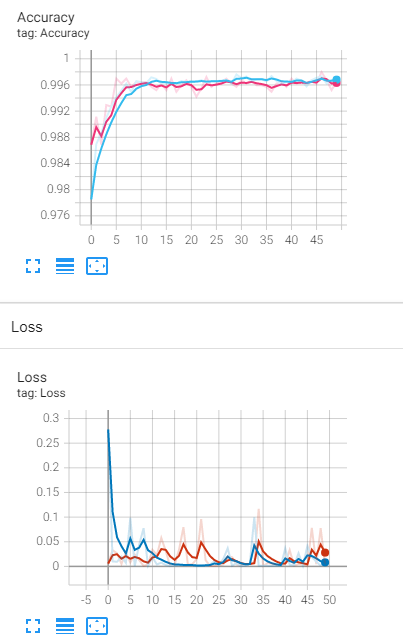 Accuracy
tag: Accuracy
1
0.996
0.992
0.988
0.984
0.98
0.976
0 5 10 15 20 25 30 35 40 45
Loss
Loss
tag: Loss
0.3
0.25
0.2
0.15
0.1
0.05
0
-5 0 5 10 15 20 25 30 35 40 45 50